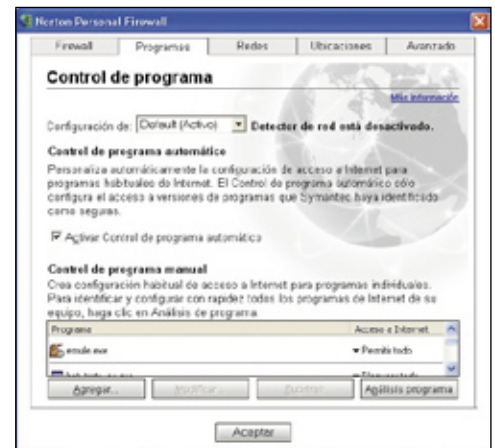 Norton Personal Firewall
Firewall Programas Redes Ubicaciones Avanzado
Control de programa
Más información
Configuración de: Default (Activo) Detector de red está desactivado.
Control de programa automático
Personaliza automáticamente la configuración de acceso a Internet para
programas habituales de Internet. El Control de programa automático sólo
configura el acceso a versiones de programas que Symantec haya identificado
como seguras.
Activar Control de programa automático
Control de programa manual
Crea configuración habitual de acceso a Internet para programas individuales.
Para identificar y configurar con rapidez todos los programas de Internet de su
equipo, haga clic en Análisis de programa
Programa Acceso a Internet
emule.exe Permitir todo
Agregar... Modificar... Análisis programa
Aceptar